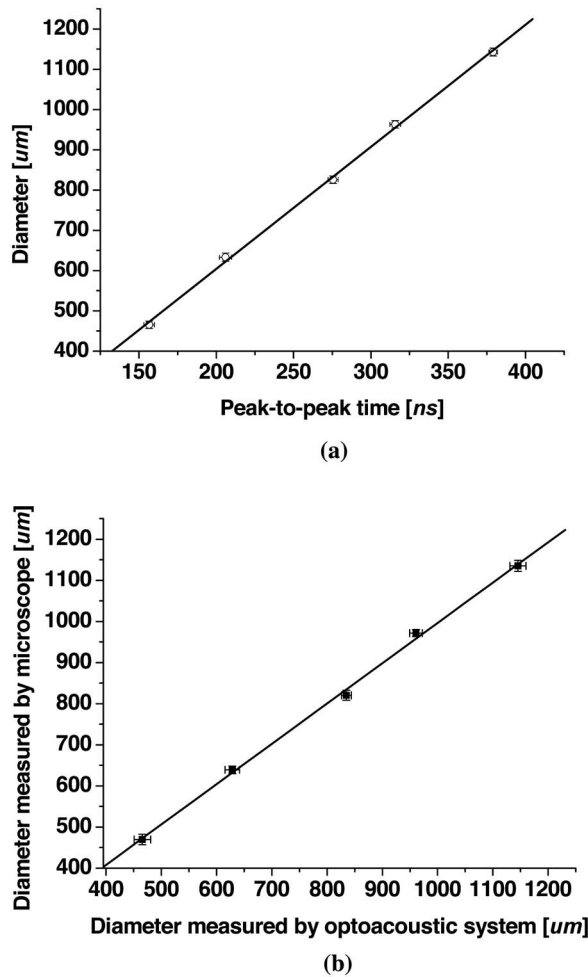 1200
1100
1000
900
800
700
600
500
400
Diameter [um]
150 200 250 300 350 400
Peak-to-peak time [ns]
(a)
1200
1100
1000
900
800
700
600
500
400
Diameter measured by microscope [um]
400 500 600 700 800 900 1000 1100 1200
Diameter measured by optoacoustic system [um]
(b)